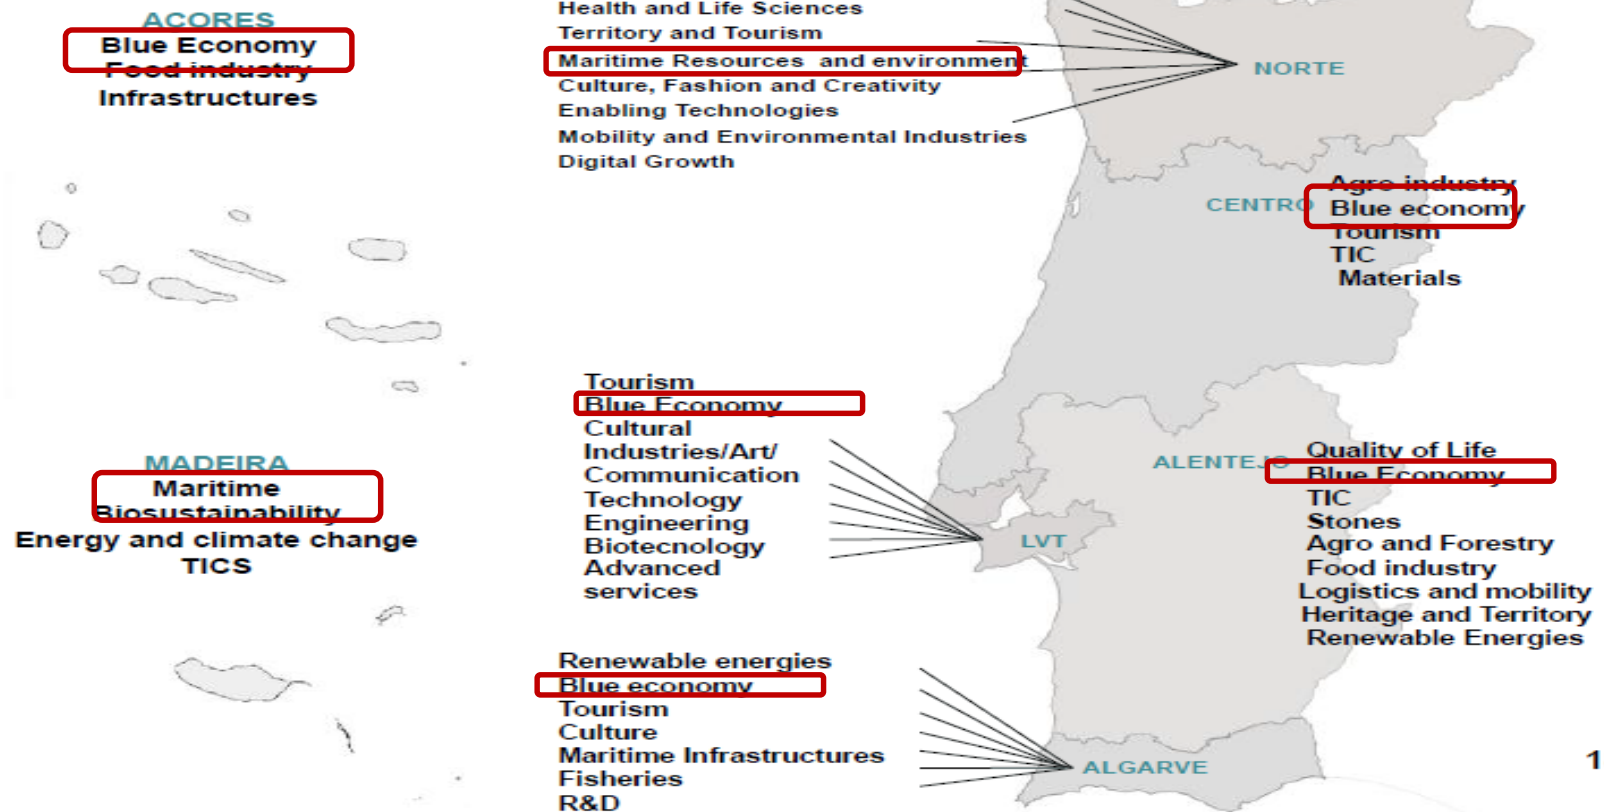 ACORES
Blue Economy
Food industry
Infrastructures
Health and Life Sciences
Territory and Tourism
Maritime Resources and environment
Culture, Fashion and Creativity
Enabling Technologies
Mobility and Environmental Industries
Digital Growth
NORTE
CENTRO
Agro industry
Blue economy
Tourism
TIC
Materials
MADEIRA
Maritime
Biosustainability
Energy and climate change
TICS
Tourism
Blue Economy
Cultural
Industries/Art/
Communication
Technology
Engineering
Biotecnology
Advanced
services
LVT
ALENTEJO
Quality of Life
Blue Economy
TIC
Stones
Agro and Forestry
Food industry
Logistics and mobility
Heritage and Territory
Renewable Energies
Renewable energies
Blue economy
Tourism
Culture
Maritime Infrastructures
Fisheries
R&D
ALGARVE
1